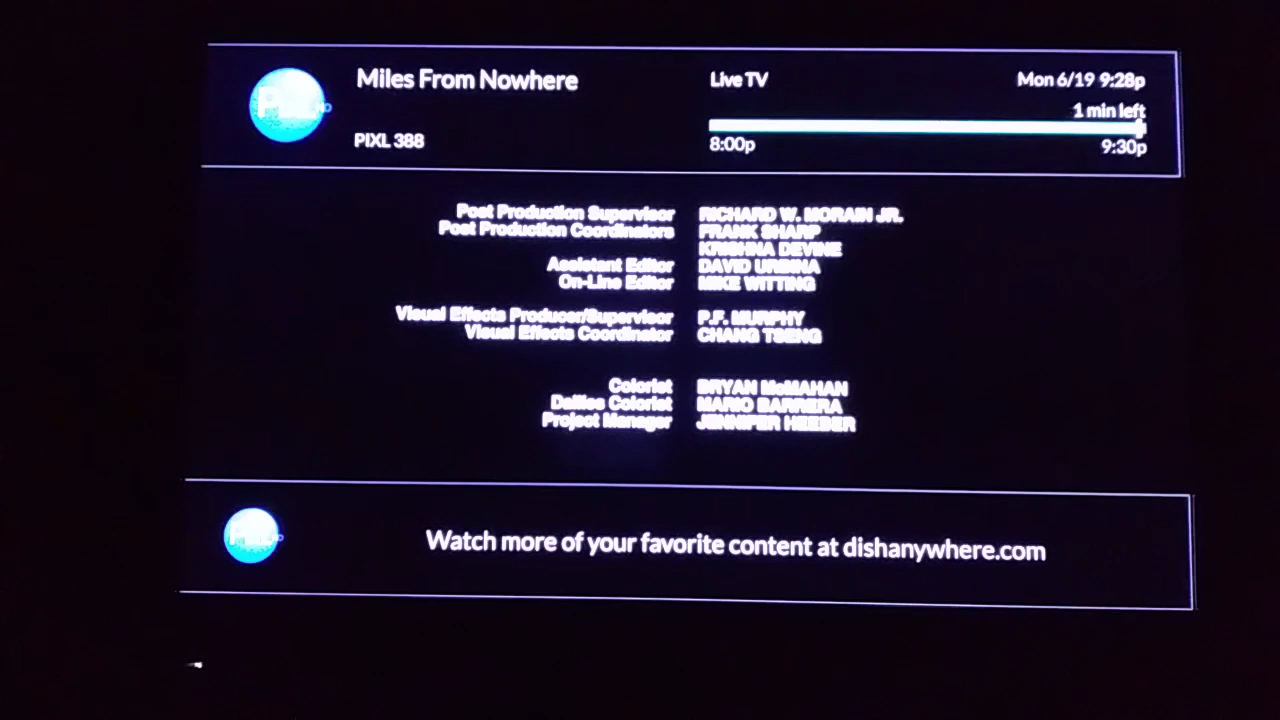 Miles From Nowhere
Live TV
Mon 6/19 9:28p
1 min left
PIXL 388
8:00p
9:30p
Post Production Supervisor RICHARD W. MORAIN JR.
Post Production Coordinators FRANK SHARP
KRISHNA DEVINE
Assistant Editor DAVID URBINA
On-Line Editor MIKE WITTING
Visual Effects Producer/Supervisor P.F. MURPHY
Visual Effects Coordinator CHANG TSENG
Colorist BRYAN McMAHAN
Dailies Colorist MARIO BARRERA
Project Manager JENNIFER HEEBER
Watch more of your favorite content at dishanywhere.com